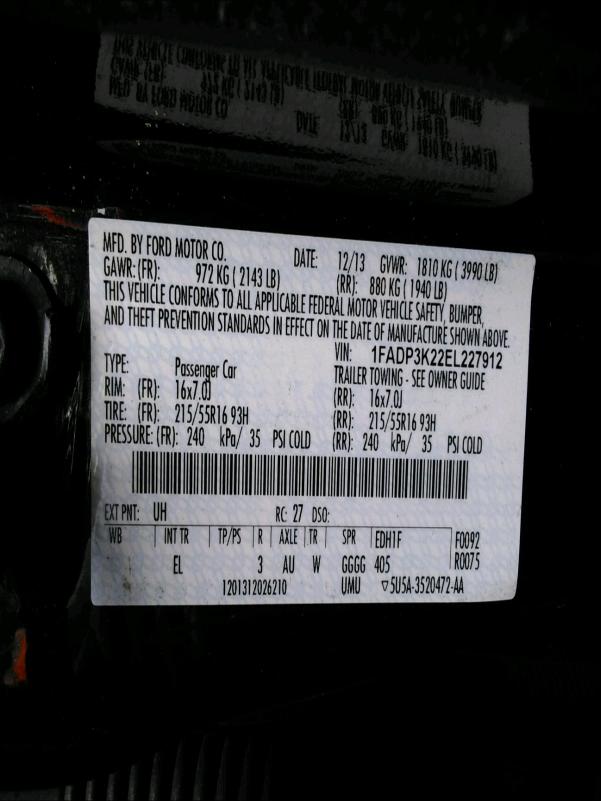 MFD. BY FORD MOTOR CO. DATE: 12/13 GVWR: 1810 KG ( 3990 LB)
GAWR: (FR): 972 KG ( 2143 LB) (RR): 880 KG ( 1940 LB)
THIS VEHICLE CONFORMS TO ALL APPLICABLE FEDERAL MOTOR VEHICLE SAFETY, BUMPER,
AND THEFT PREVENTION STANDARDS IN EFFECT ON THE DATE OF MANUFACTURE SHOWN ABOVE.
VIN: 1FADP3K22EL227912
TYPE: Passenger Car TRAILER TOWING - SEE OWNER GUIDE
RIM: (FR): 16x7.0J (RR): 16x7.0J
TIRE: (FR): 215/55R16 93H (RR): 215/55R16 93H
PRESSURE: (FR): 240 kPa/ 35 PSI COLD (RR): 240 kPa/ 35 PSI COLD
EXT PNT: UH RC: 27 DSO:
WB INT TR TP/PS R AXLE TR SPR EDH1F F0092
EL 3 AU W GGGG 405 R0075
1201312026210 UMU ▽5U5A-3520472-AA